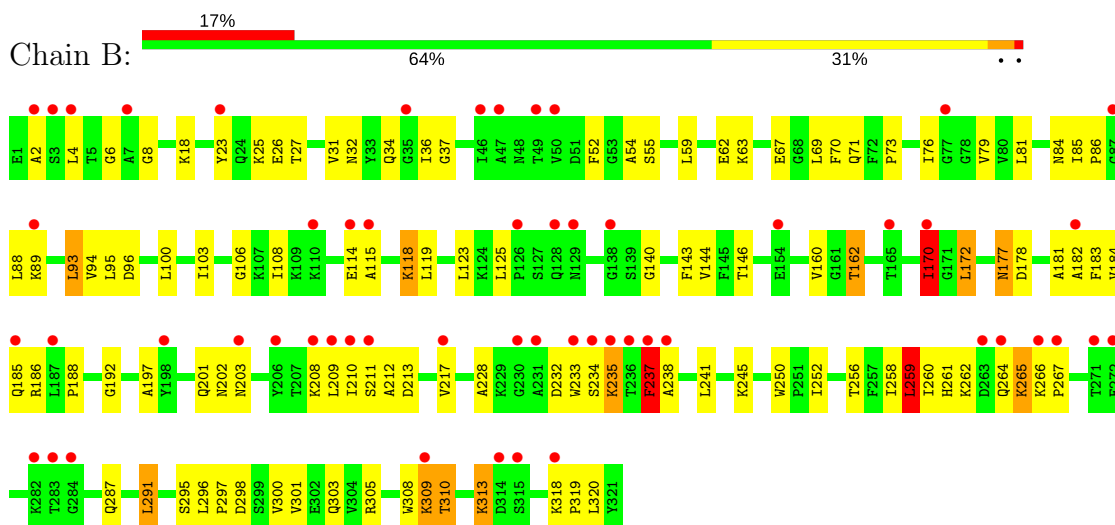 17%
Chain B:
64% 31% • •
E1 A2 S3 L4 T5 G6 A7 G8 K18 Y23 Q24 K25 E26 T27 V31 N32 Y33 Q34 G35 I36 G37 I46 A47 N48 T49 V50 D51 F52 G53 A54 S55 L59 E62 K63 E67 G68 L69 F70 Q71 F72 P73 I76 G77 G78 V79 V80 L81 N84 I85 P86 G87
L88 K89 L93 V94 L95 D96 L100 I103 G106 K107 I108 K109 K110 E114 A115 K118 L119 L123 K124 L125 P126 S127 Q128 N129 G138 S139 G140 F143 V144 F145 T146 E154 V160 G161 T162 T165 I170 G171 L172 N177 D178 A181 A182 F183 V184
Q185 R186 L187 P188 G192 A197 Y198 Q201 N202 N203 Y206 T207 K208 L209 I210 S211 A212 D213 V217 A228 K229 G230 A231 D232 W233 S234 K235 T236 F237 A238 L241 K245 W250 P251 I252 T256 F257 I258 L259 I260 H261 K262 D263 Q264 K265 K266 P267 T271
K282 T283 G284 Q287 L291 S295 L296 P297 D298 S299 V300 V301 E302 Q303 V304 R305 W308 K309 T310 K313 D314 S315 K318 P319 L320 Y321